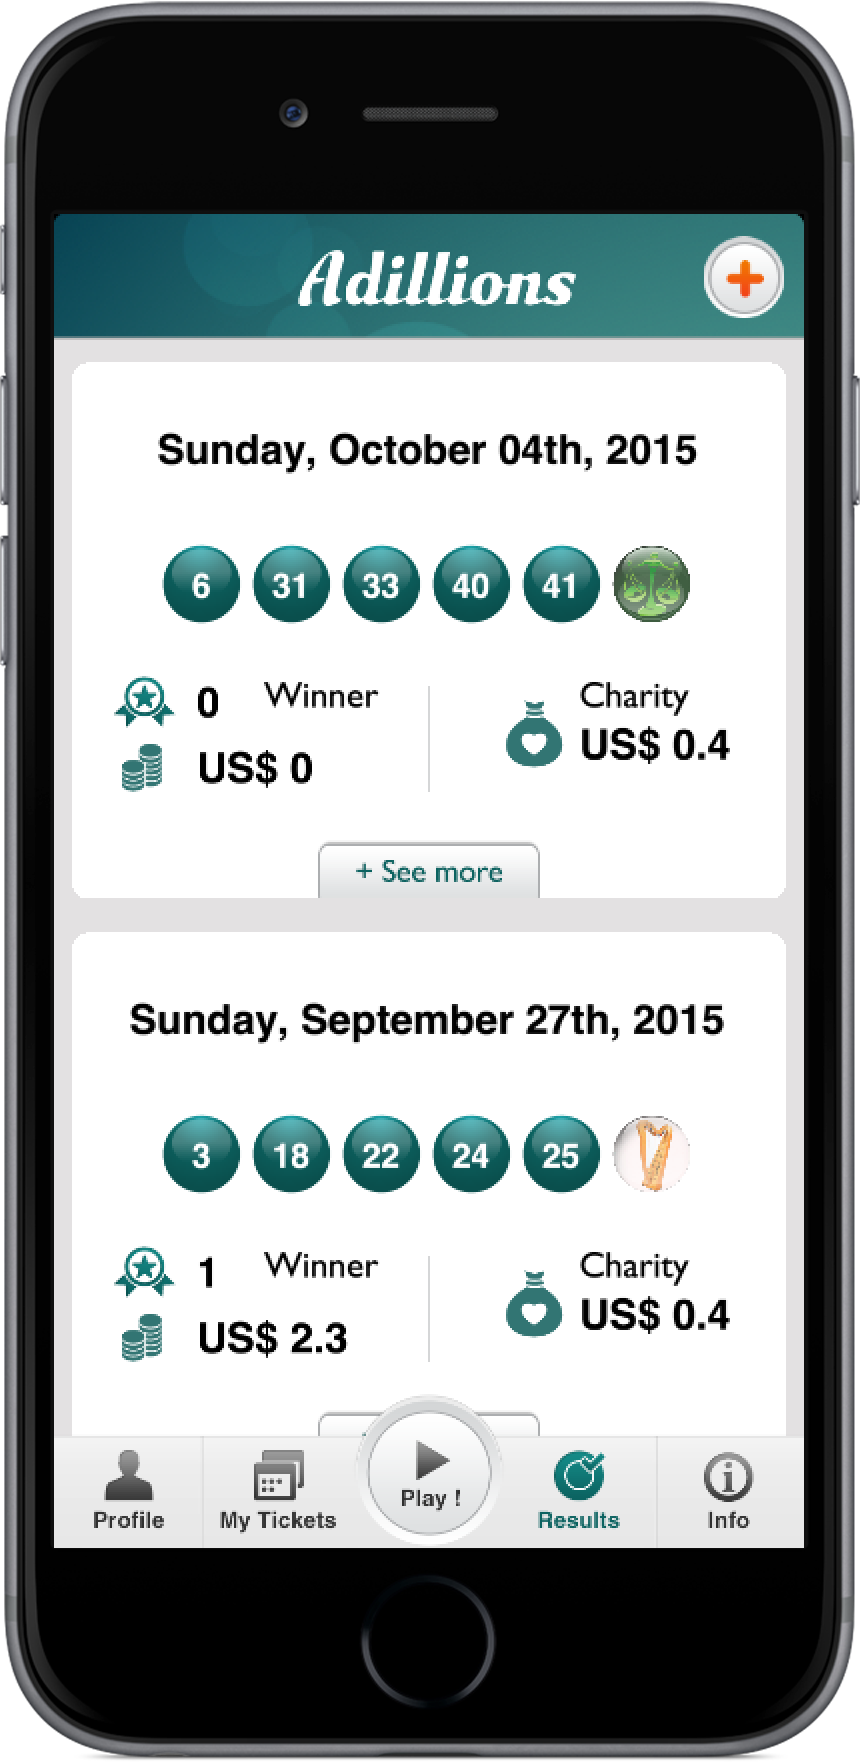 Adillions
Sunday, October 04th, 2015
6 31 33 40 41
0 Winner
US$ 0
Charity
US$ 0.4
+ See more
Sunday, September 27th, 2015
3 18 22 24 25
1 Winner
US$ 2.3
Charity
US$ 0.4
Profile
My Tickets
Play !
Results
Info